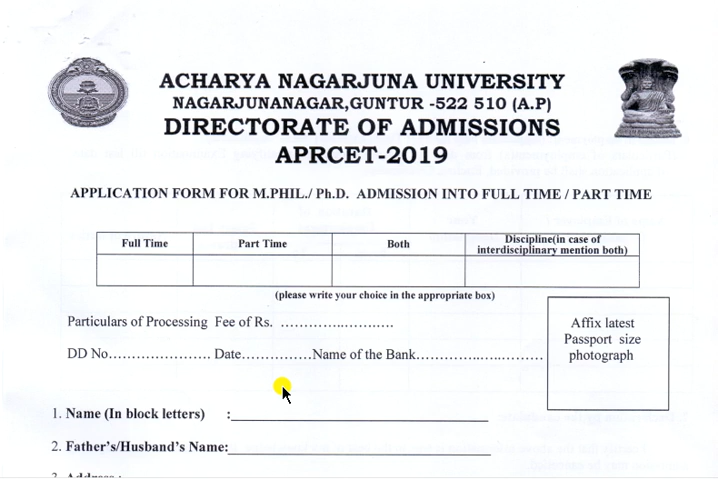 ACHARYA NAGARJUNA UNIVERSITY
NAGARJUNANAGAR,GUNTUR -522 510 (A.P)
DIRECTORATE OF ADMISSIONS
APRCET-2019
APPLICATION FORM FOR M.PHIL./ Ph.D. ADMISSION INTO FULL TIME / PART TIME
Full Time Part Time Both Discipline(in case of
interdisciplinary mention both)
(please write your choice in the appropriate box)
Particulars of Processing Fee of Rs. ………………….
DD No…………………. Date……………Name of the Bank……………………
Affix latest
Passport size
photograph
1. Name (In block letters) :
2. Father's/Husband's Name: